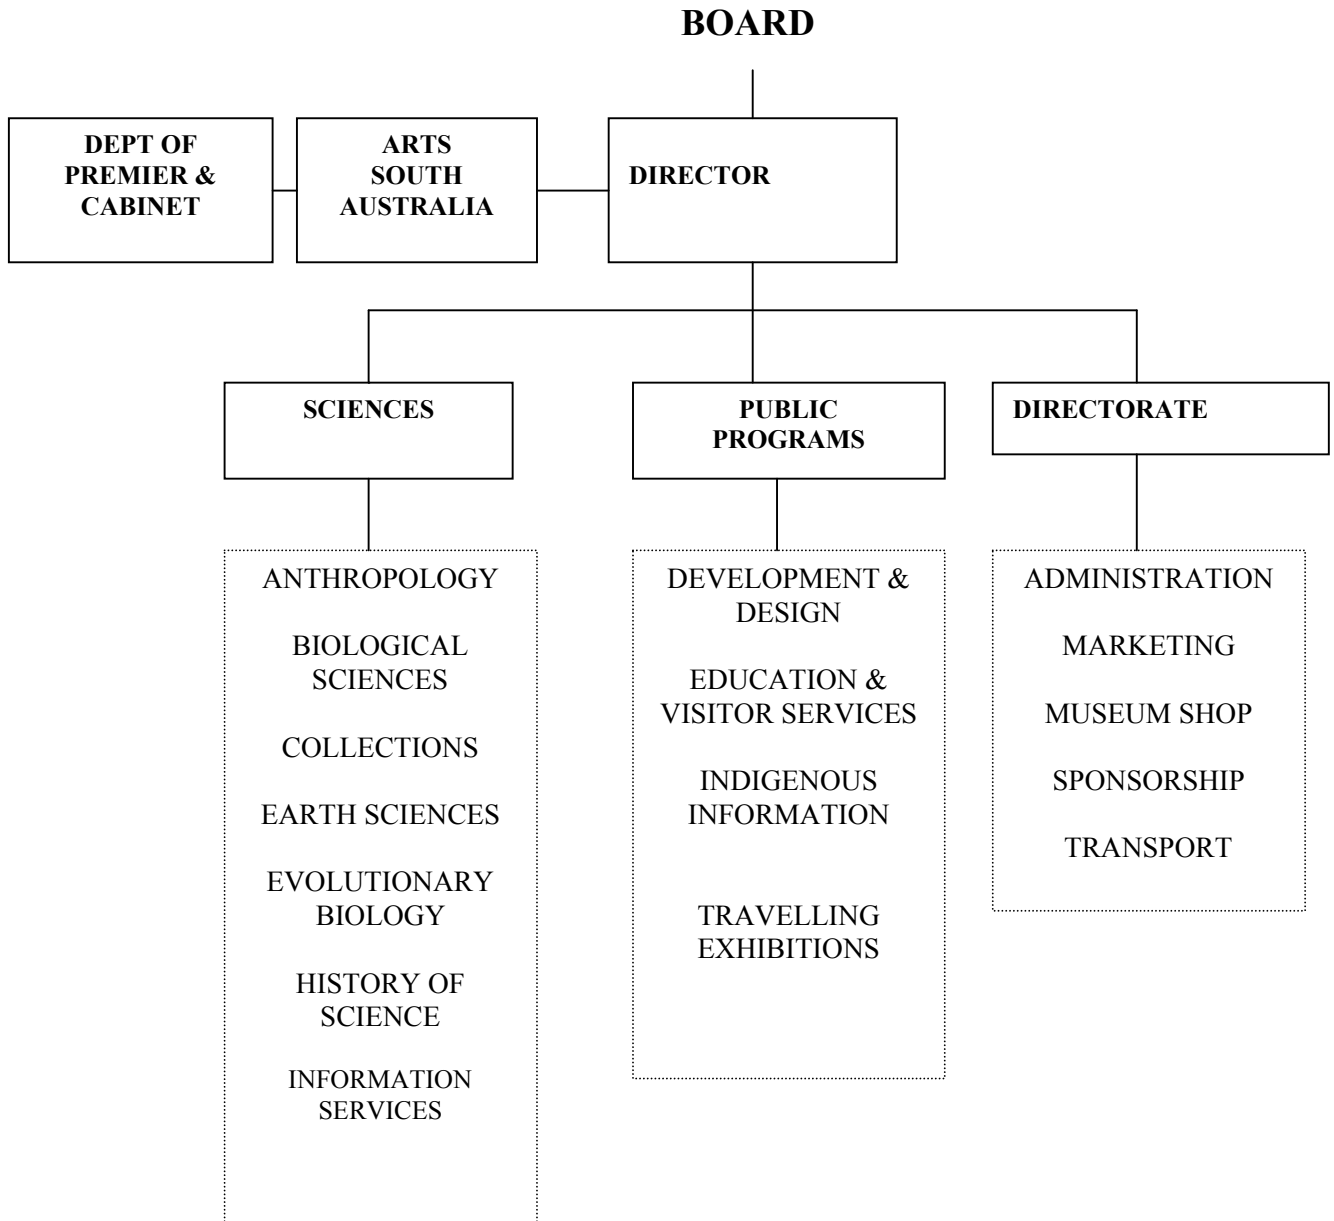 BOARD
DEPT OF
PREMIER &
CABINET
ARTS
SOUTH
AUSTRALIA
DIRECTOR
SCIENCES
PUBLIC
PROGRAMS
DIRECTORATE
ANTHROPOLOGY
BIOLOGICAL
SCIENCES
COLLECTIONS
EARTH SCIENCES
EVOLUTIONARY
BIOLOGY
HISTORY OF
SCIENCE
INFORMATION
SERVICES
DEVELOPMENT &
DESIGN
EDUCATION &
VISITOR SERVICES
INDIGENOUS
INFORMATION
TRAVELLING
EXHIBITIONS
ADMINISTRATION
MARKETING
MUSEUM SHOP
SPONSORSHIP
TRANSPORT